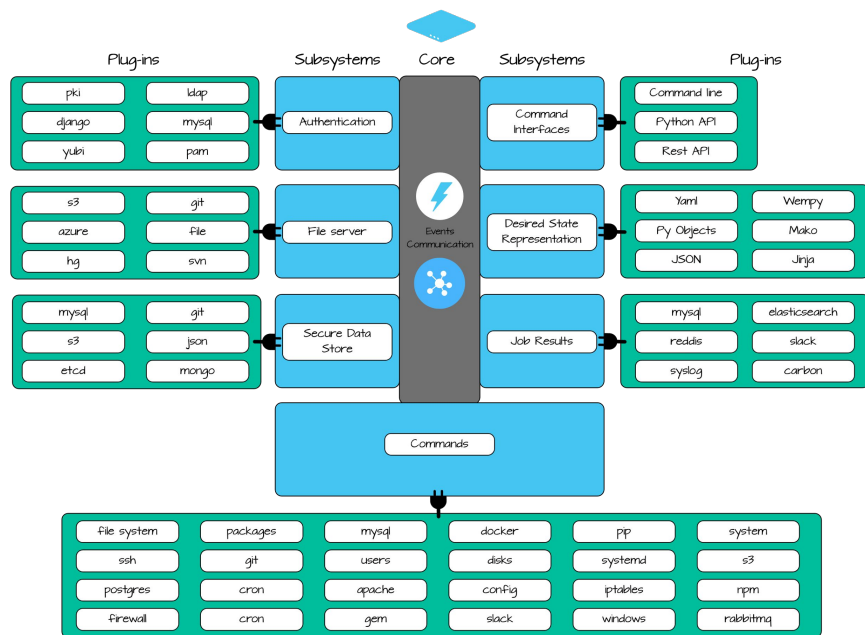 Plug-ins
Subsystems
Core
Subsystems
Plug-ins
pki
ldap
django
mysql
yubi
pam
Authentication
Command
Interfaces
Command line
Python API
Rest API
s3
git
azure
file
hg
svn
File server
Events
Communication
Desired State
Representation
Yaml
Wempy
Py Objects
Mako
JSON
Jinja
mysql
git
s3
json
etcd
mongo
Secure Data
Store
Job Results
mysql
elasticsearch
reddis
slack
syslog
carbon
Commands
file system
packages
mysql
docker
pip
system
ssh
git
users
disks
systemd
s3
postgres
cron
apache
config
iptables
npm
firewall
cron
gem
slack
windows
rabbitmq